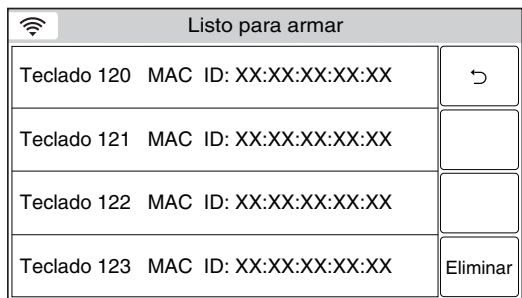 Listo para armar
Teclado 120 MAC ID: XX:XX:XX:XX:XX
Teclado 121 MAC ID: XX:XX:XX:XX:XX
Teclado 122 MAC ID: XX:XX:XX:XX:XX
Teclado 123 MAC ID: XX:XX:XX:XX:XX
Eliminar